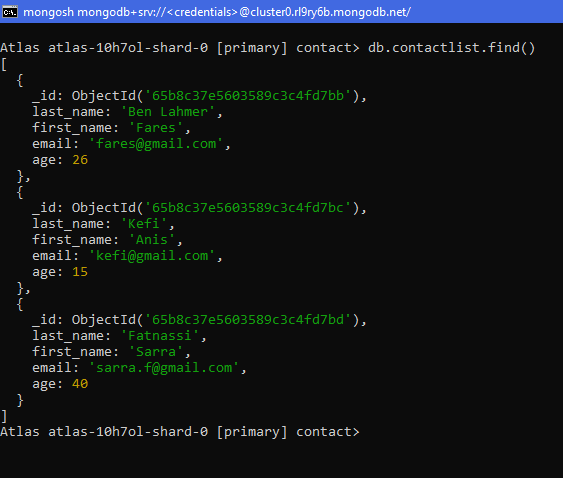 mongosh mongodb+srv://<credentials>@cluster0.rl9ry6b.mongodb.net/
Atlas atlas-10h7ol-shard-0 [primary] contact> db.contactlist.find()
[
  {
    _id: ObjectId('65b8c37e5603589c3c4fd7bb'),
    last_name: 'Ben Lahmer',
    first_name: 'Fares',
    email: 'fares@gmail.com',
    age: 26
  },
  {
    _id: ObjectId('65b8c37e5603589c3c4fd7bc'),
    last_name: 'Kefi',
    first_name: 'Anis',
    email: 'kefi@gmail.com',
    age: 15
  },
  {
    _id: ObjectId('65b8c37e5603589c3c4fd7bd'),
    last_name: 'Fatnassi',
    first_name: 'Sarra',
    email: 'sarra.f@gmail.com',
    age: 40
  }
]
Atlas atlas-10h7ol-shard-0 [primary] contact>